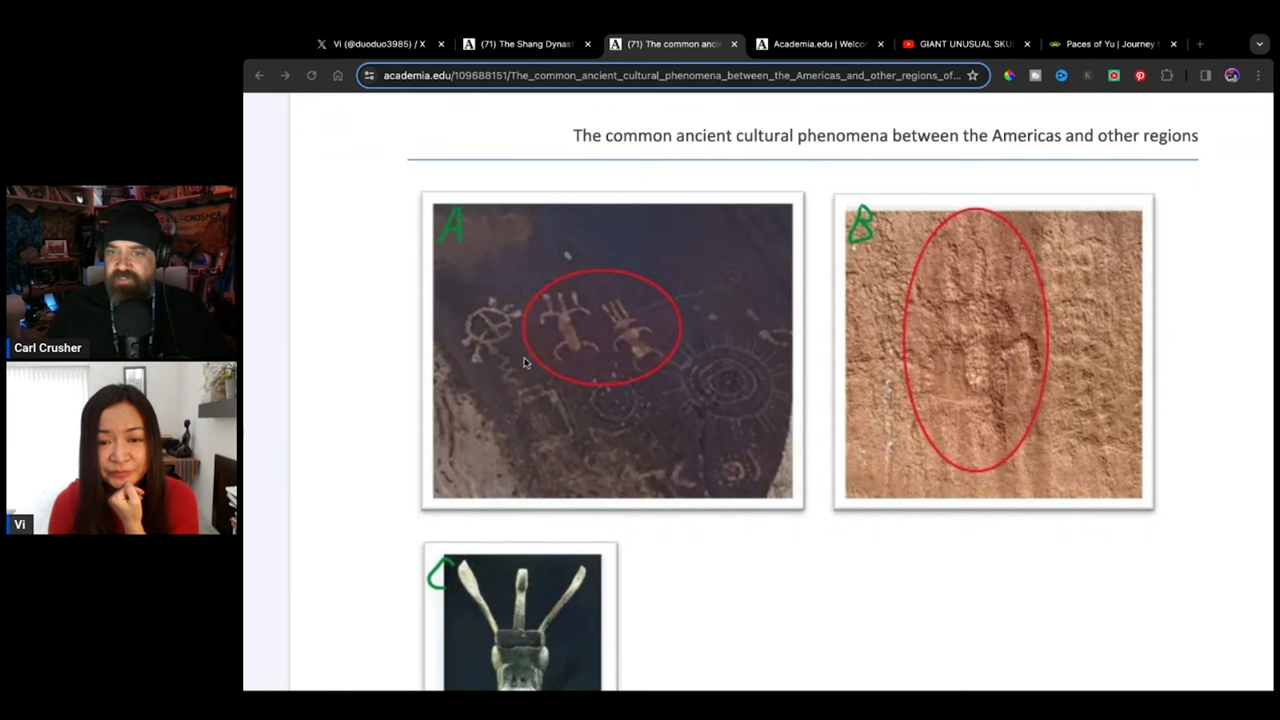 Vi (@duoduo3985) / X
(71) The Shang Dynast
(71) The common anci
Academia.edu | Welco
GIANT UNUSUAL SKU
Paces of Yu | Journey t
academia.edu/109688151/The_common_ancient_cultural_phenomena_between_the_Americas_and_other_regions_of...
The common ancient cultural phenomena between the Americas and other regions
A
B
C
Carl Crusher
Vi